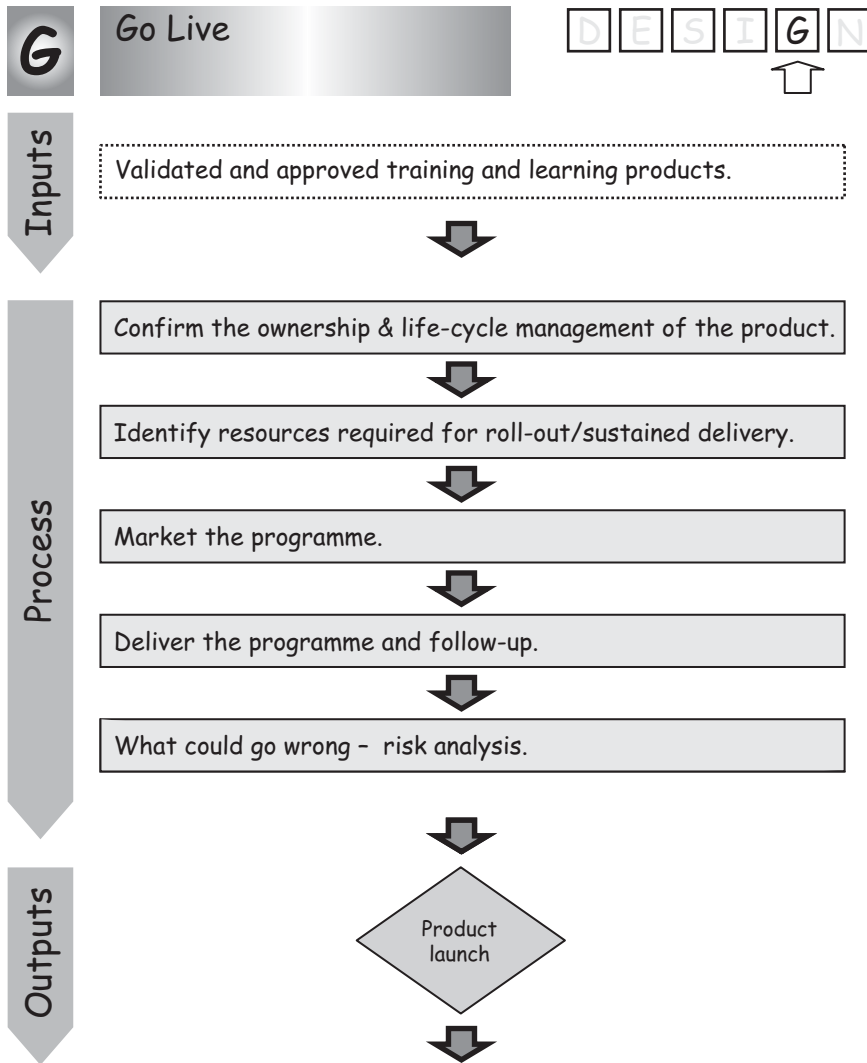 G
Go Live
D E S I G N
Inputs
Validated and approved training and learning products.
Process
Confirm the ownership & life-cycle management of the product.
Identify resources required for roll-out/sustained delivery.
Market the programme.
Deliver the programme and follow-up.
What could go wrong – risk analysis.
Outputs
Product
launch